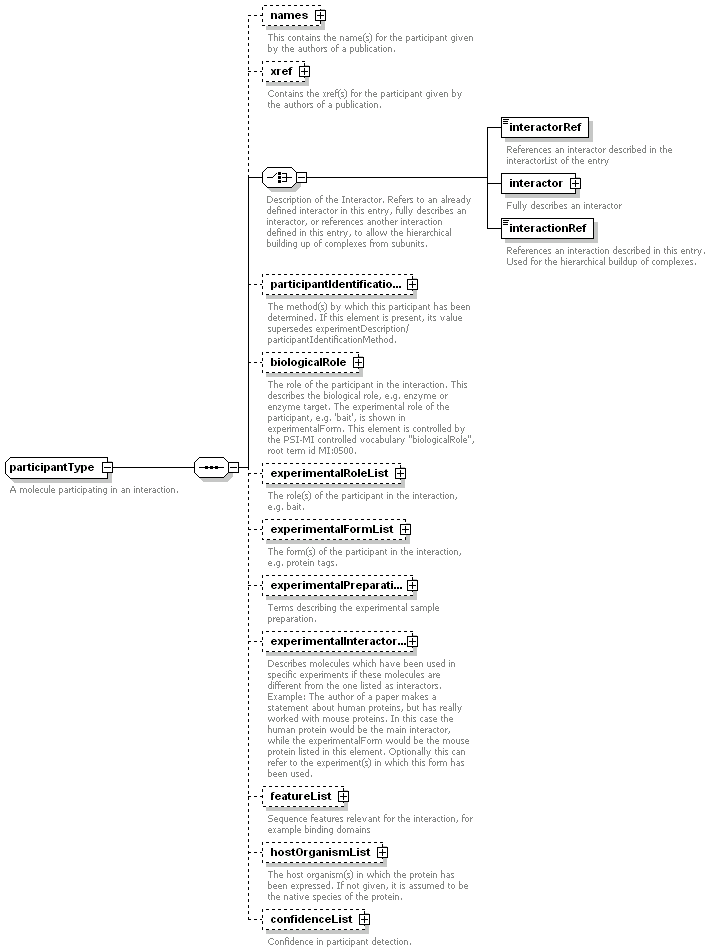 names
This contains the name(s) for the participant given
by the authors of a publication.
xref
Contains the xref(s) for the participant given by
the authors of a publication.
interactorRef
References an interactor described in the
interactorList of the entry
interactor
Fully describes an interactor
interactionRef
References an interaction described in this entry.
Used for the hierarchical buildup of complexes.
Description of the Interactor. Refers to an already
defined interactor in this entry, fully describes an
interactor, or references another interaction
defined in this entry, to allow the hierarchical
building up of complexes from subunits.
participantIdentificatio...
The method(s) by which this participant has been
determined. If this element is present, its value
supersedes experimentDescription/
participantIdentificationMethod.
biologicalRole
The role of the participant in the interaction. This
describes the biological role, e.g. enzyme or
enzyme target. The experimental role of the
participant, e.g. 'bait', is shown in
experimentalForm. This element is controlled by
the PSI-MI controlled vocabulary "biologicalRole",
root term id MI:0500.
participantType
A molecule participating in an interaction.
experimentalRoleList
The role(s) of the participant in the interaction,
e.g. bait.
experimentalFormList
The form(s) of the participant in the interaction,
e.g. protein tags.
experimentalPreparati...
Terms describing the experimental sample
preparation.
experimentalInteractor...
Describes molecules which have been used in
specific experiments if these molecules are
different from the one listed as interactors.
Example: The author of a paper makes a
statement about human proteins, but has really
worked with mouse proteins. In this case the
human protein would be the main interactor,
while the experimentalForm would be the mouse
protein listed in this element. Optionally this can
refer to the experiment(s) in which this form has
been used.
featureList
Sequence features relevant for the interaction, for
example binding domains
hostOrganismList
The host organism(s) in which the protein has
been expressed. If not given, it is assumed to be
the native species of the protein.
confidenceList
Confidence in participant detection.